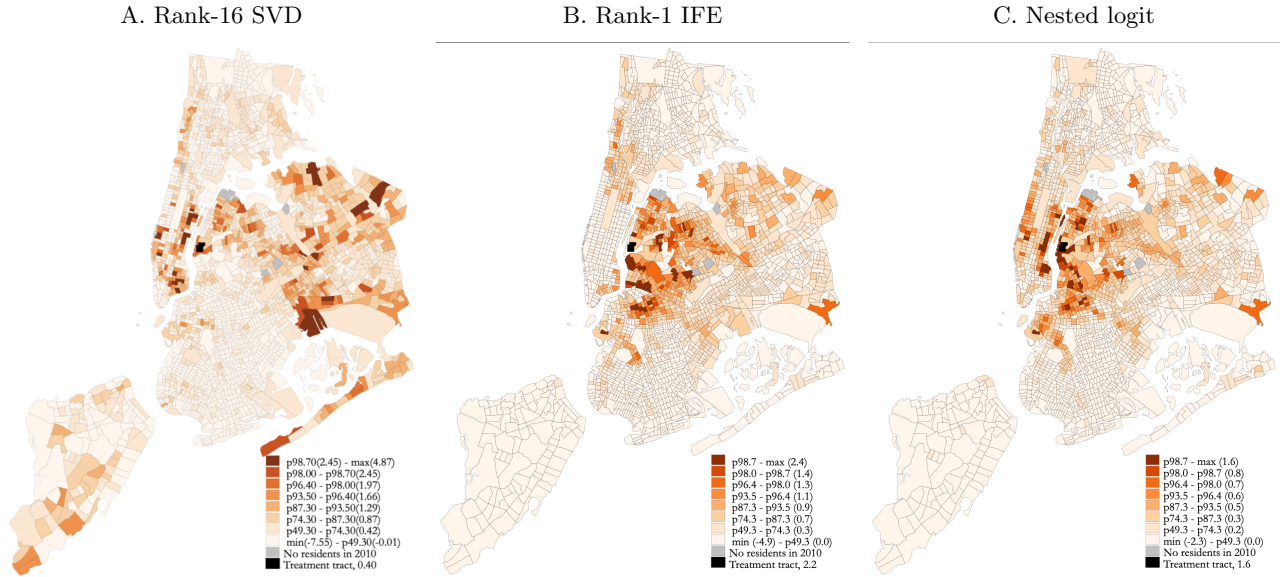 A. Rank-16 SVD
B. Rank-1 IFE
C. Nested logit
p98.70(2.45) - max(4.87)
p98.00 - p98.70(2.45)
p96.40 - p98.00(1.97)
p93.50 - p96.40(1.66)
p87.30 - p93.50(1.29)
p74.30 - p87.30(0.87)
p49.30 - p74.30(0.42)
min(-7.55) - p49.30(-0.01)
No residents in 2010
Treatment tract, 0.40
p98.7 - max (2.4)
p98.0 - p98.7 (1.4)
p96.4 - p98.0 (1.3)
p93.5 - p96.4 (1.1)
p87.3 - p93.5 (0.9)
p74.3 - p87.3 (0.7)
p49.3 - p74.3 (0.3)
min (-4.9) - p49.3 (0.0)
No residents in 2010
Treatment tract, 2.2
p98.7 - max (1.6)
p98.0 - p98.7 (0.8)
p96.4 - p98.0 (0.7)
p93.5 - p96.4 (0.6)
p87.3 - p93.5 (0.5)
p74.3 - p87.3 (0.3)
p49.3 - p74.3 (0.2)
min (-2.3) - p49.3 (0.0)
No residents in 2010
Treatment tract, 1.6